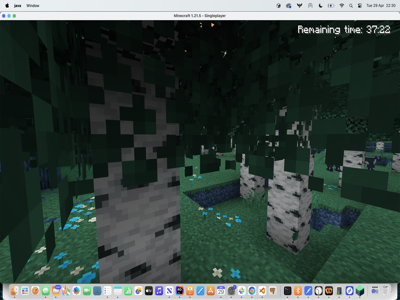 java Window
Tue 29 Apr 22:30
Minecraft 1.21.5 - Singleplayer
Remaining time: 37:22